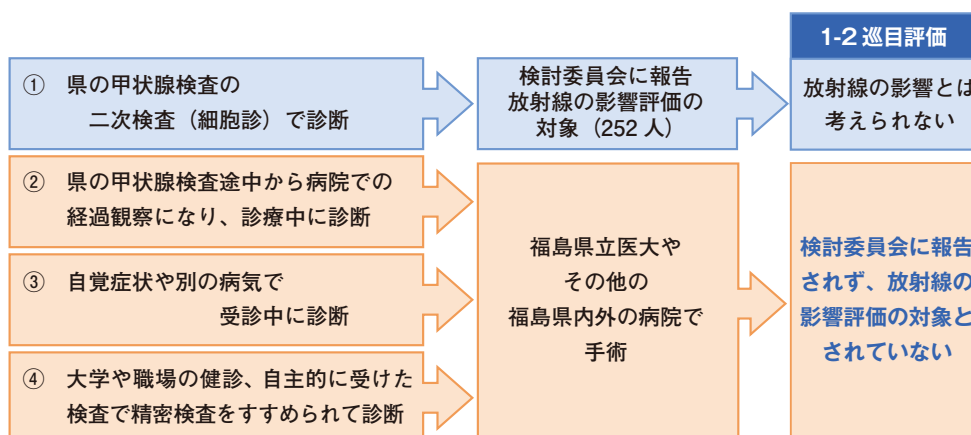 1-2 巡目評価
① 県の甲状腺検査の
二次検査（細胞診）で診断
検討委員会に報告
放射線の影響評価の
対象（252 人）
放射線の影響とは
考えられない
② 県の甲状腺検査途中から病院での
経過観察になり、診療中に診断
③ 自覚症状や別の病気で
受診中に診断
④ 大学や職場の健診、自主的に受けた
検査で精密検査をすすめられて診断
福島県立医大や
その他の
福島県内外の病院で
手術
検討委員会に報告
されず、放射線の
影響評価の対象と
されていない